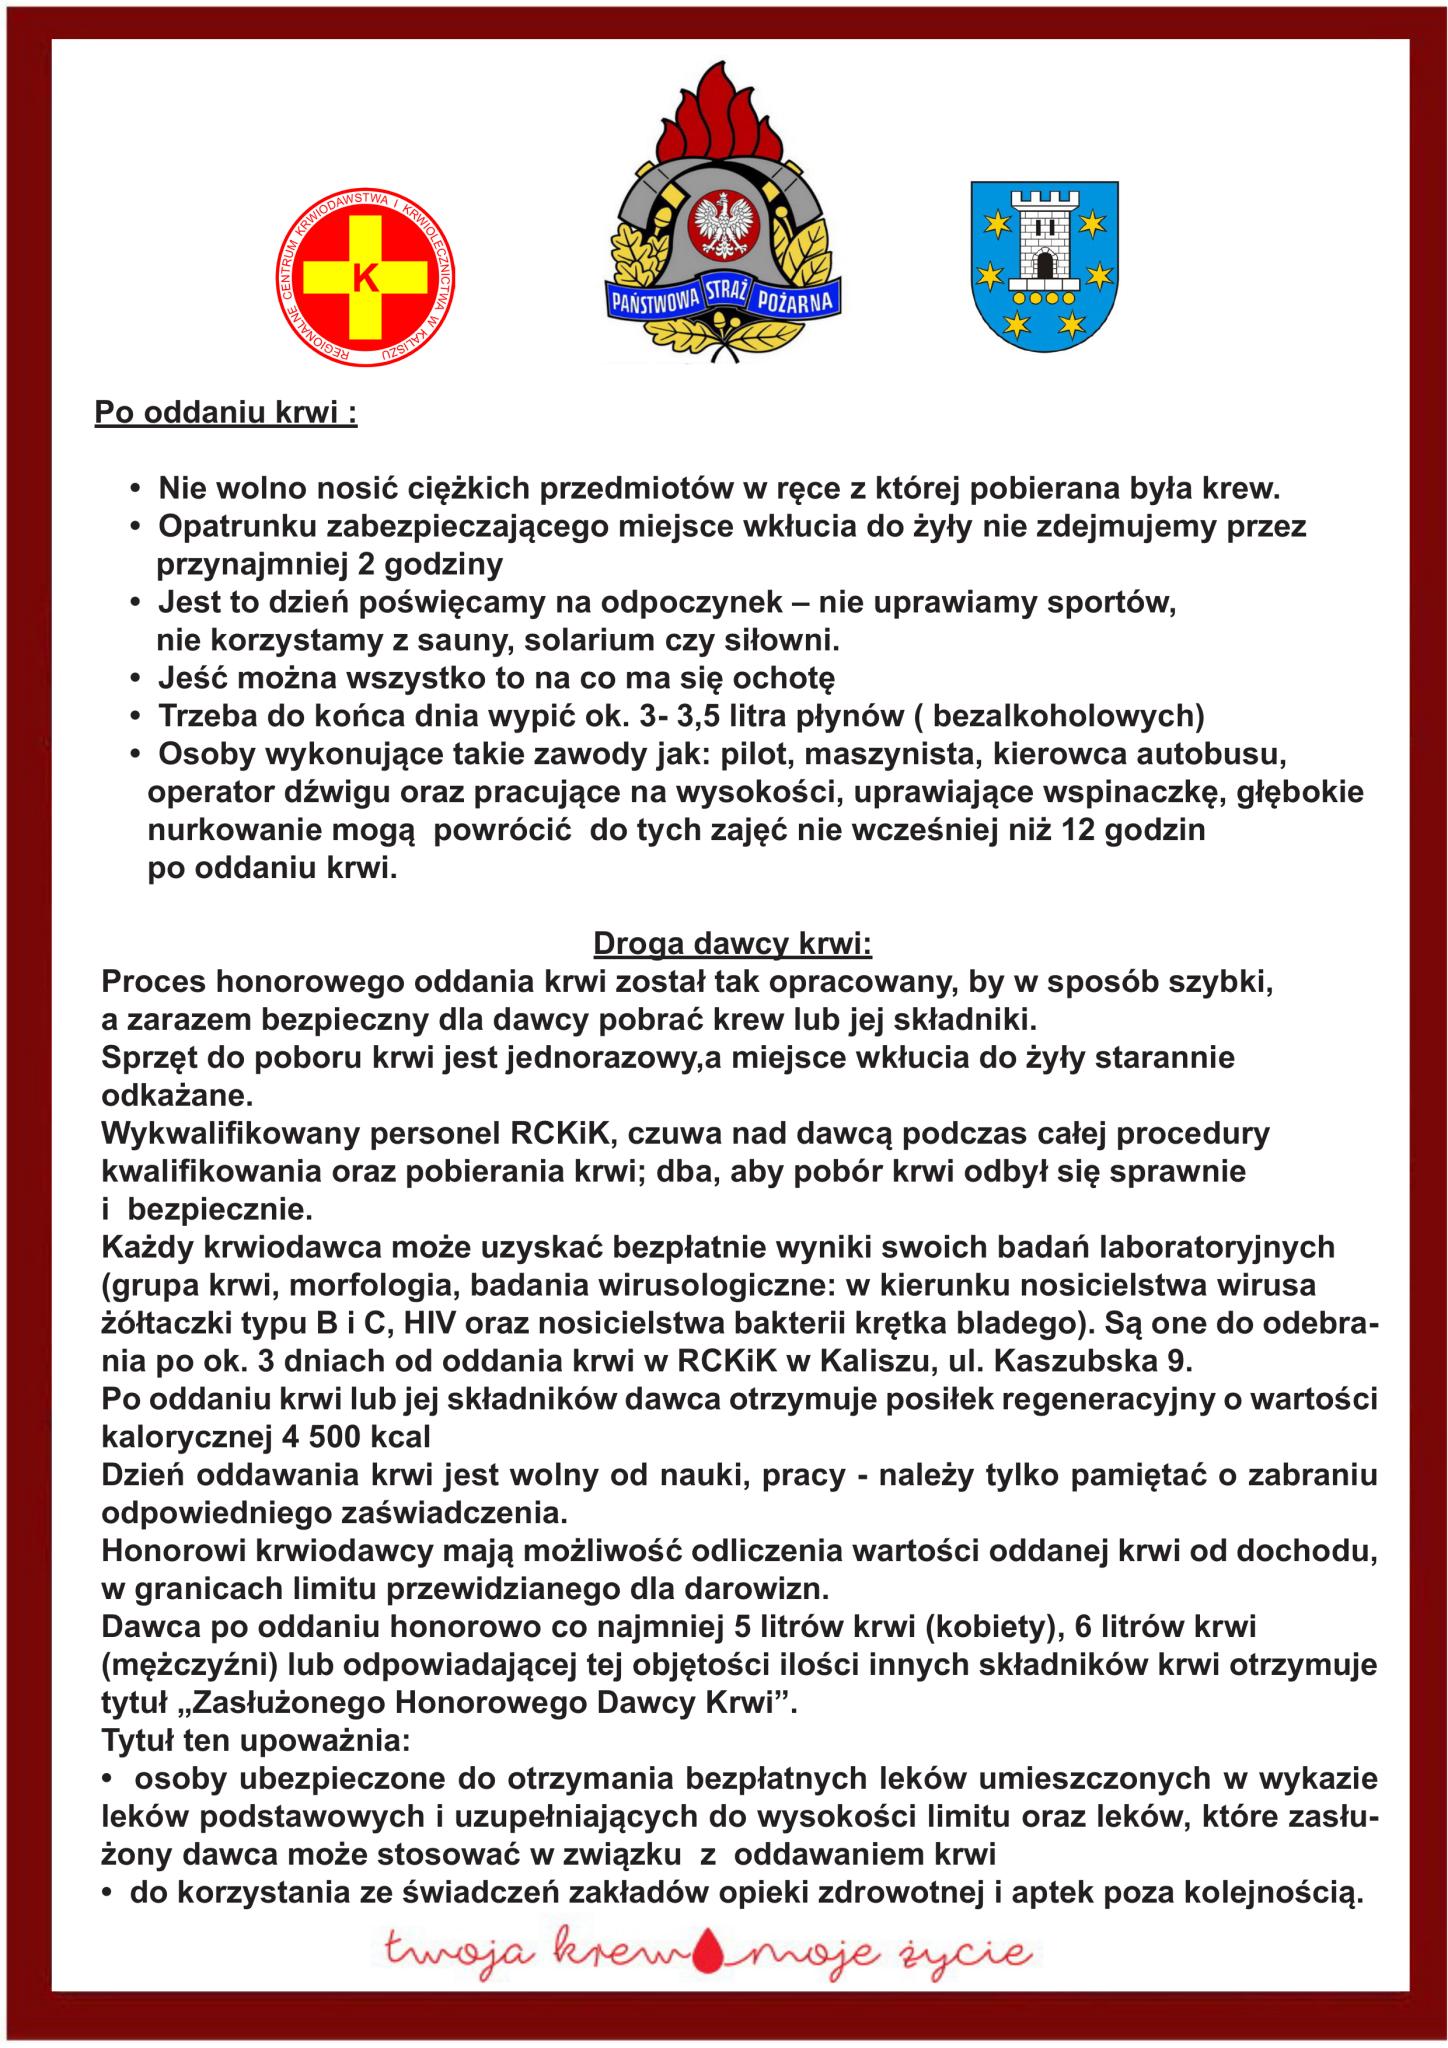 REGIONALNE CENTRUM KRWIODAWSTWA I KRWIOLECZNICTWA W KALISZU
K
PAŃSTWOWA STRAŻ POŻARNA
Po oddaniu krwi :
• Nie wolno nosić ciężkich przedmiotów w ręce z której pobierana była krew.
• Opatrunku zabezpieczającego miejsce wkłucia do żyły nie zdejmujemy przez
przynajmniej 2 godziny
• Jest to dzień poświęcamy na odpoczynek – nie uprawiamy sportów,
nie korzystamy z sauny, solarium czy siłowni.
• Jeść można wszystko to na co ma się ochotę
• Trzeba do końca dnia wypić ok. 3- 3,5 litra płynów ( bezalkoholowych)
• Osoby wykonujące takie zawody jak: pilot, maszynista, kierowca autobusu,
operator dźwigu oraz pracujące na wysokości, uprawiające wspinaczkę, głębokie
nurkowanie mogą powrócić do tych zajęć nie wcześniej niż 12 godzin
po oddaniu krwi.
Droga dawcy krwi:
Proces honorowego oddania krwi został tak opracowany, by w sposób szybki,
a zarazem bezpieczny dla dawcy pobrać krew lub jej składniki.
Sprzęt do poboru krwi jest jednorazowy,a miejsce wkłucia do żyły starannie
odkażane.
Wykwalifikowany personel RCKiK, czuwa nad dawcą podczas całej procedury
kwalifikowania oraz pobierania krwi; dba, aby pobór krwi odbył się sprawnie
i bezpiecznie.
Każdy krwiodawca może uzyskać bezpłatnie wyniki swoich badań laboratoryjnych
(grupa krwi, morfologia, badania wirusologiczne: w kierunku nosicielstwa wirusa
żółtaczki typu B i C, HIV oraz nosicielstwa bakterii krętka bladego). Są one do odebra-
nia po ok. 3 dniach od oddania krwi w RCKiK w Kaliszu, ul. Kaszubska 9.
Po oddaniu krwi lub jej składników dawca otrzymuje posiłek regeneracyjny o wartości
kalorycznej 4 500 kcal
Dzień oddawania krwi jest wolny od nauki, pracy - należy tylko pamiętać o zabraniu
odpowiedniego zaświadczenia.
Honorowi krwiodawcy mają możliwość odliczenia wartości oddanej krwi od dochodu,
w granicach limitu przewidzianego dla darowizn.
Dawca po oddaniu honorowo co najmniej 5 litrów krwi (kobiety), 6 litrów krwi
(mężczyźni) lub odpowiadającej tej objętości ilości innych składników krwi otrzymuje
tytuł „Zasłużonego Honorowego Dawcy Krwi”.
Tytuł ten upoważnia:
• osoby ubezpieczone do otrzymania bezpłatnych leków umieszczonych w wykazie
leków podstawowych i uzupełniających do wysokości limitu oraz leków, które zasłu-
żony dawca może stosować w związku z oddawaniem krwi
• do korzystania ze świadczeń zakładów opieki zdrowotnej i aptek poza kolejnością.
twoja krew moje życie